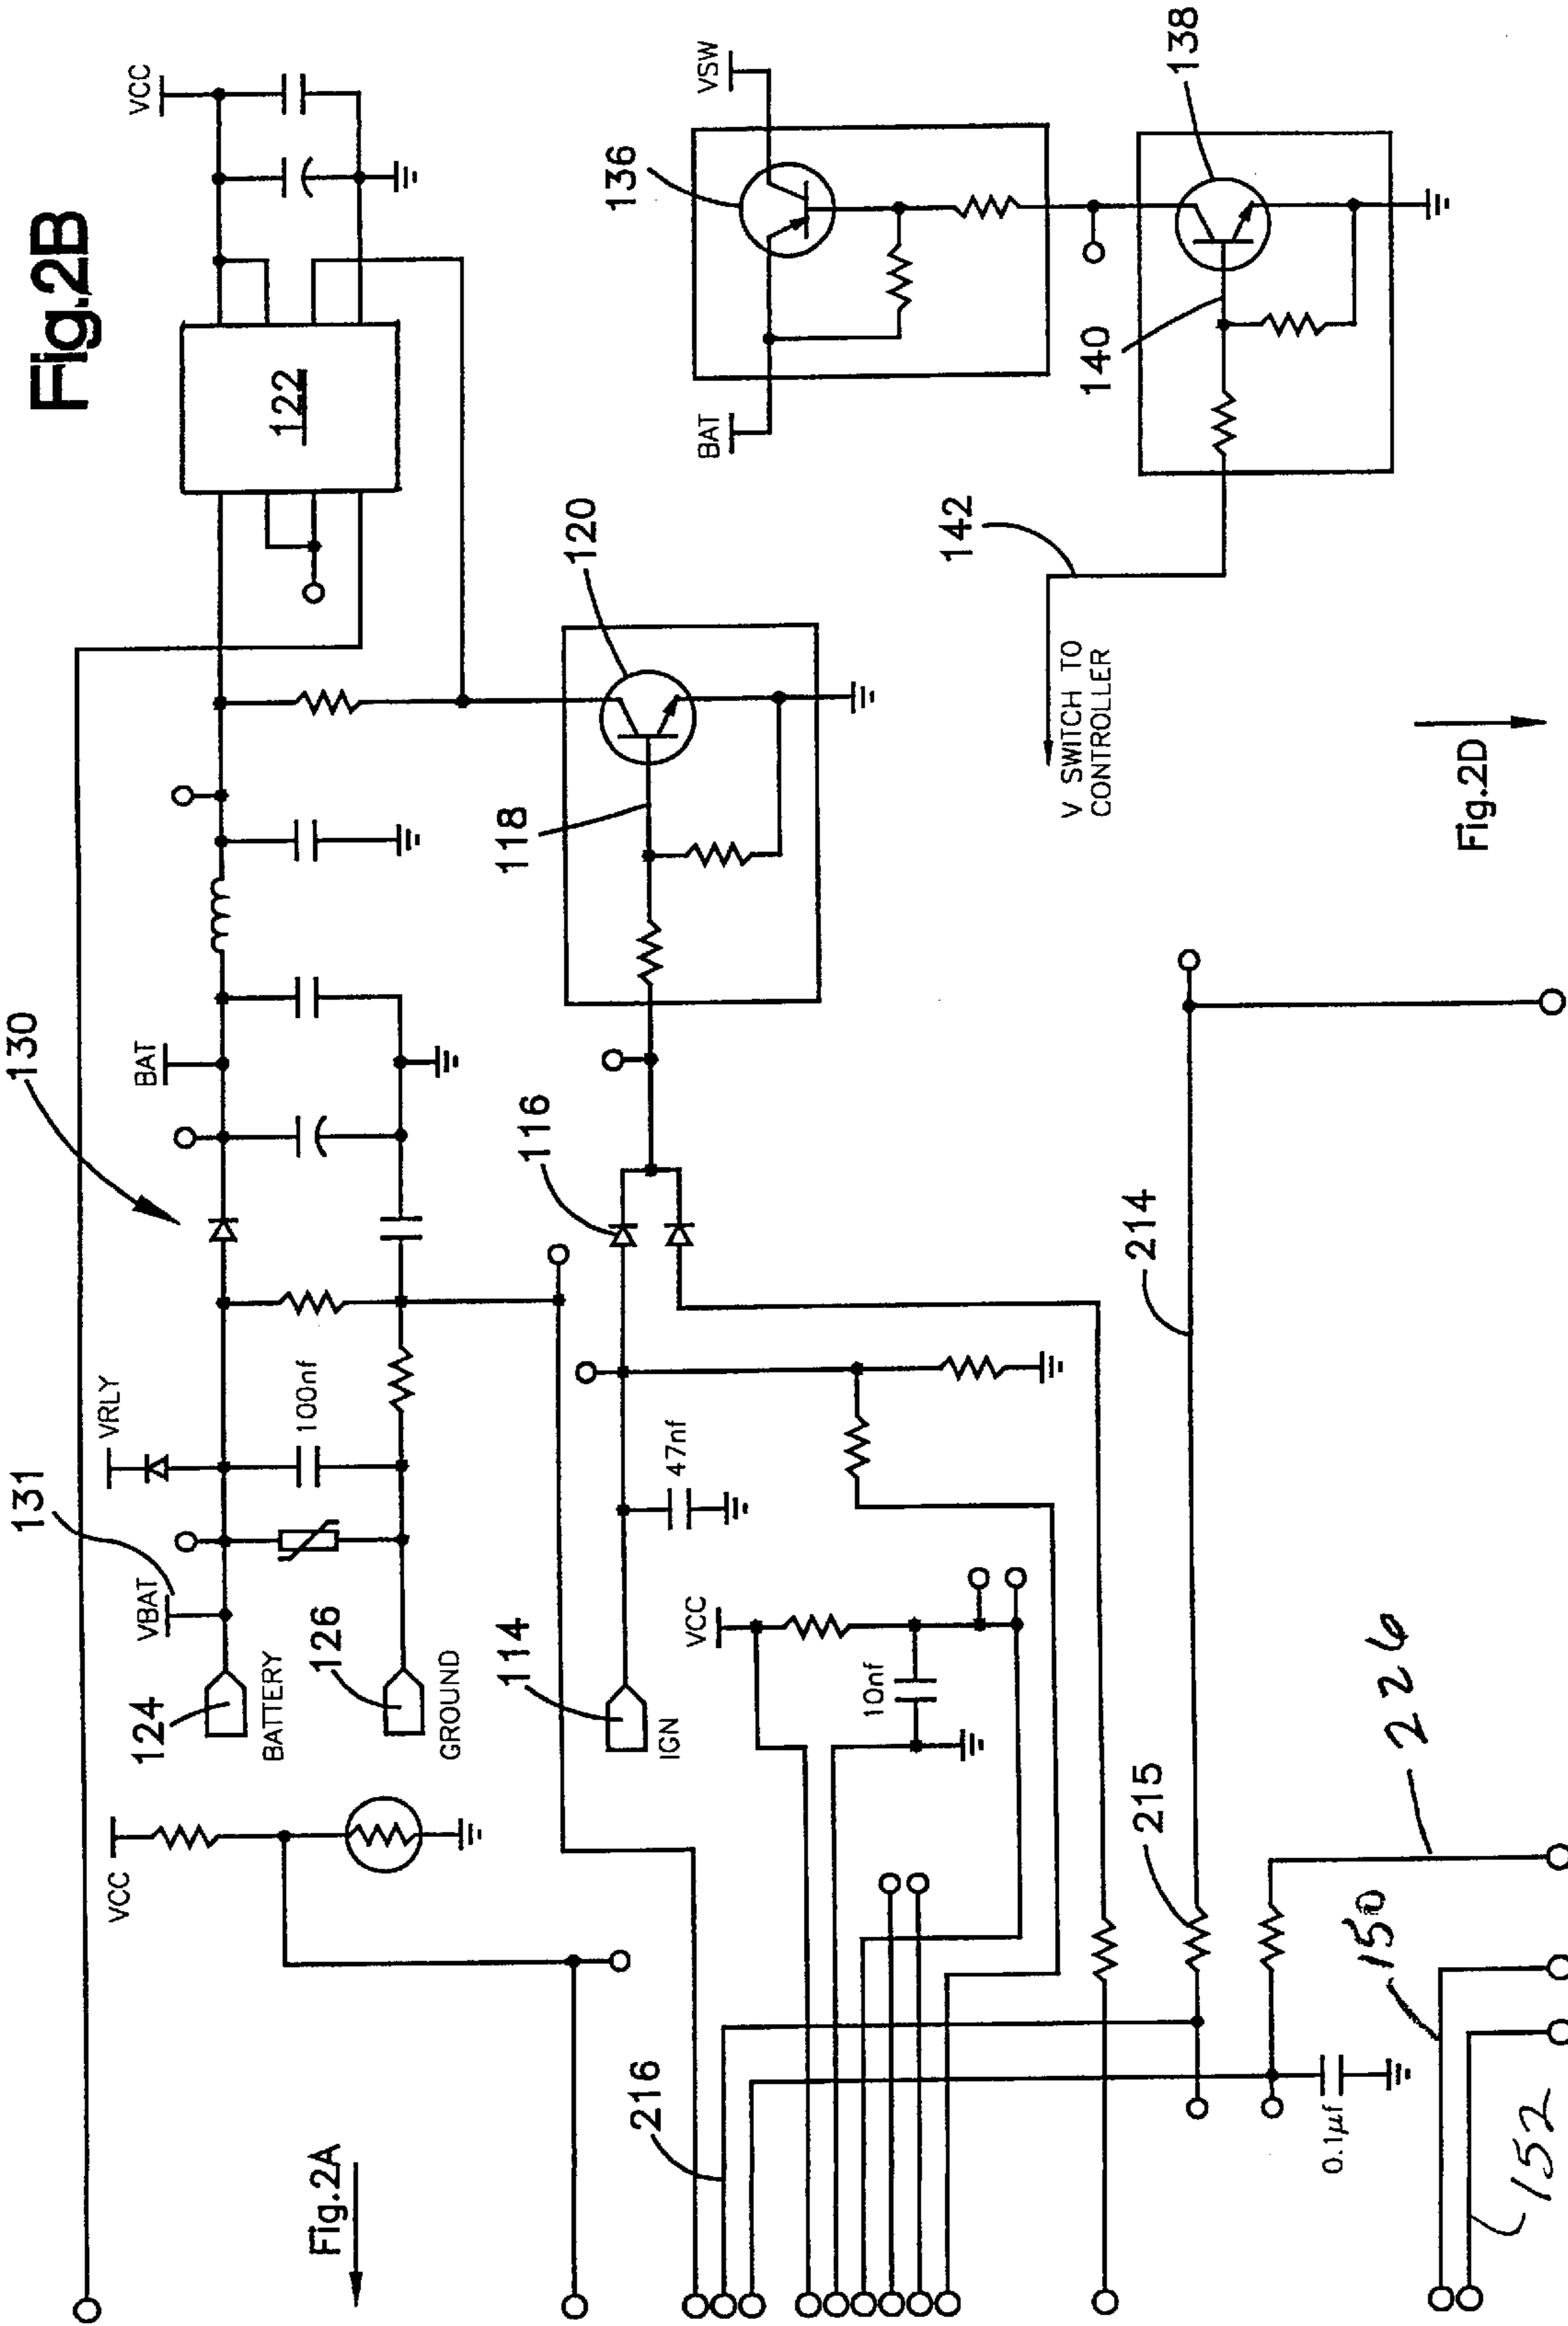 Fig.2B
130
131
VRLY
BAT
VCC
VBAT
124
BATTERY
100nf
122
VCC
126
GROUND
114
IGN
47nf
116
118
120
136
BAT
VSW
VCC
10nf
142
V SWITCH TO
CONTROLLER
140
138
Fig.2A
216
215
214
Fig.2D
0.1µf
226
150
152